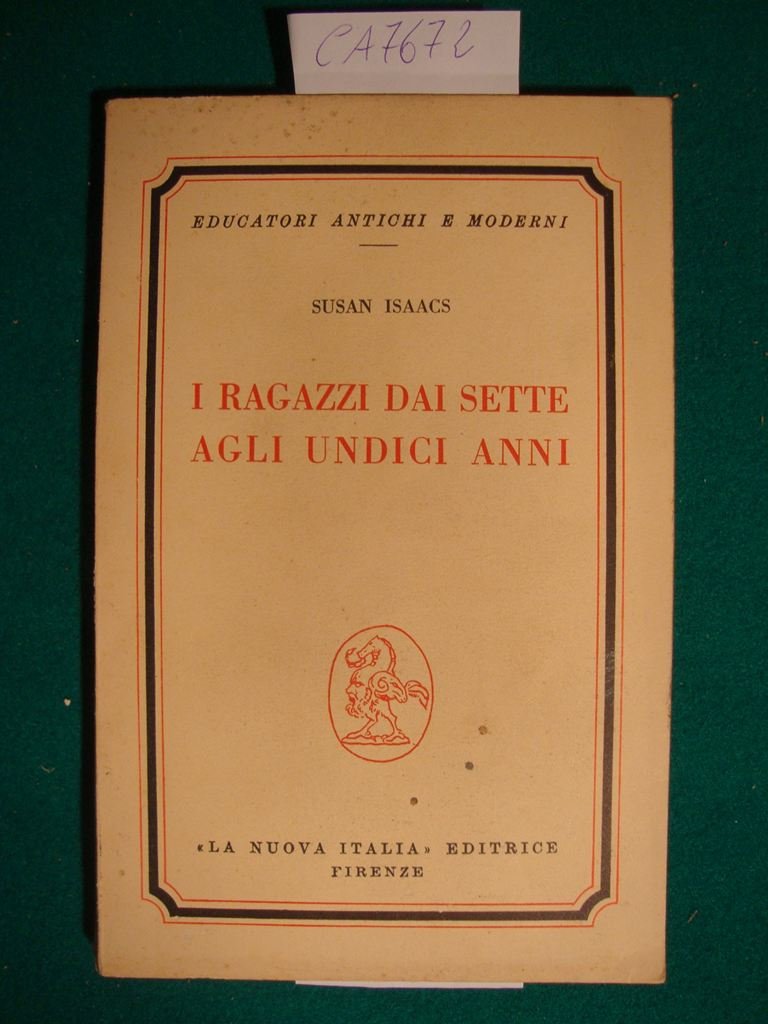 CA7672
EDUCATORI ANTICHI E MODERNI
SUSAN ISAACS
I RAGAZZI DAI SETTE
AGLI UNDICI ANNI
«LA NUOVA ITALIA» EDITRICE
FIRENZE